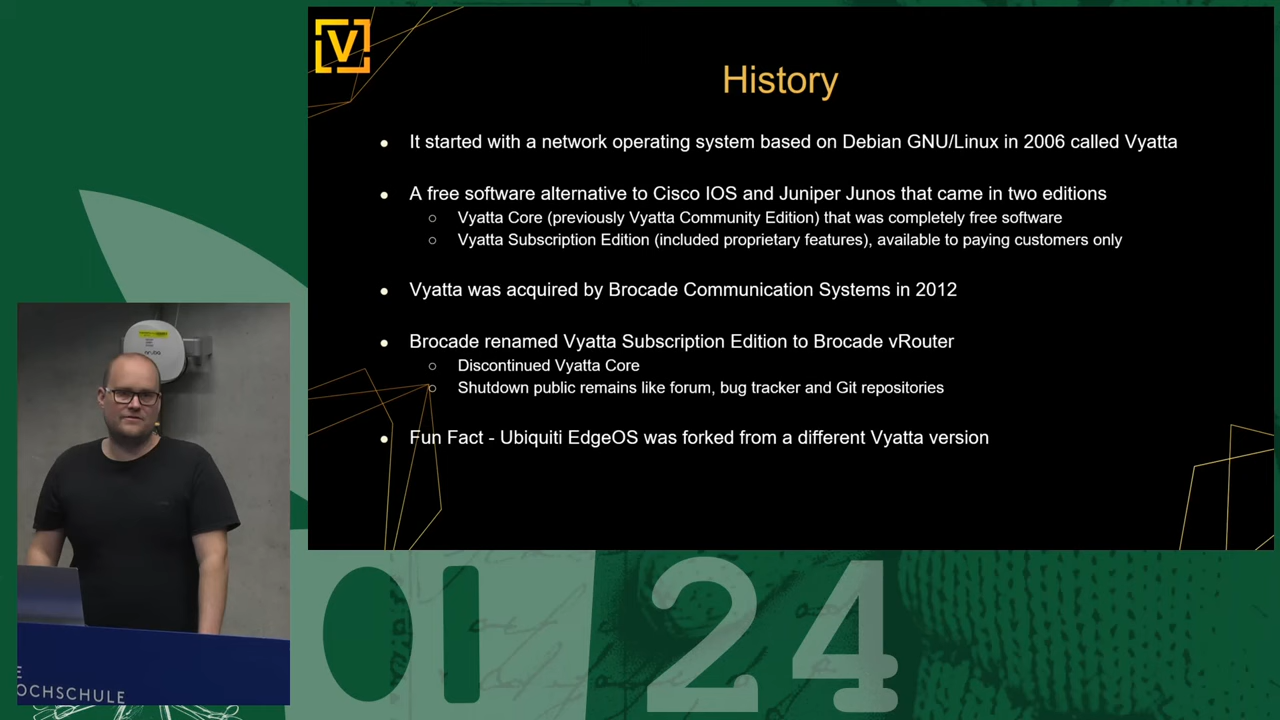 V
History
It started with a network operating system based on Debian GNU/Linux in 2006 called Vyatta
A free software alternative to Cisco IOS and Juniper Junos that came in two editions
Vyatta Core (previously Vyatta Community Edition) that was completely free software
Vyatta Subscription Edition (included proprietary features), available to paying customers only
Vyatta was acquired by Brocade Communication Systems in 2012
Brocade renamed Vyatta Subscription Edition to Brocade vRouter
Discontinued Vyatta Core
Shutdown public remains like forum, bug tracker and Git repositories
Fun Fact - Ubiquiti EdgeOS was forked from a different Vyatta version
aruba
E
OCHSCHULE
24